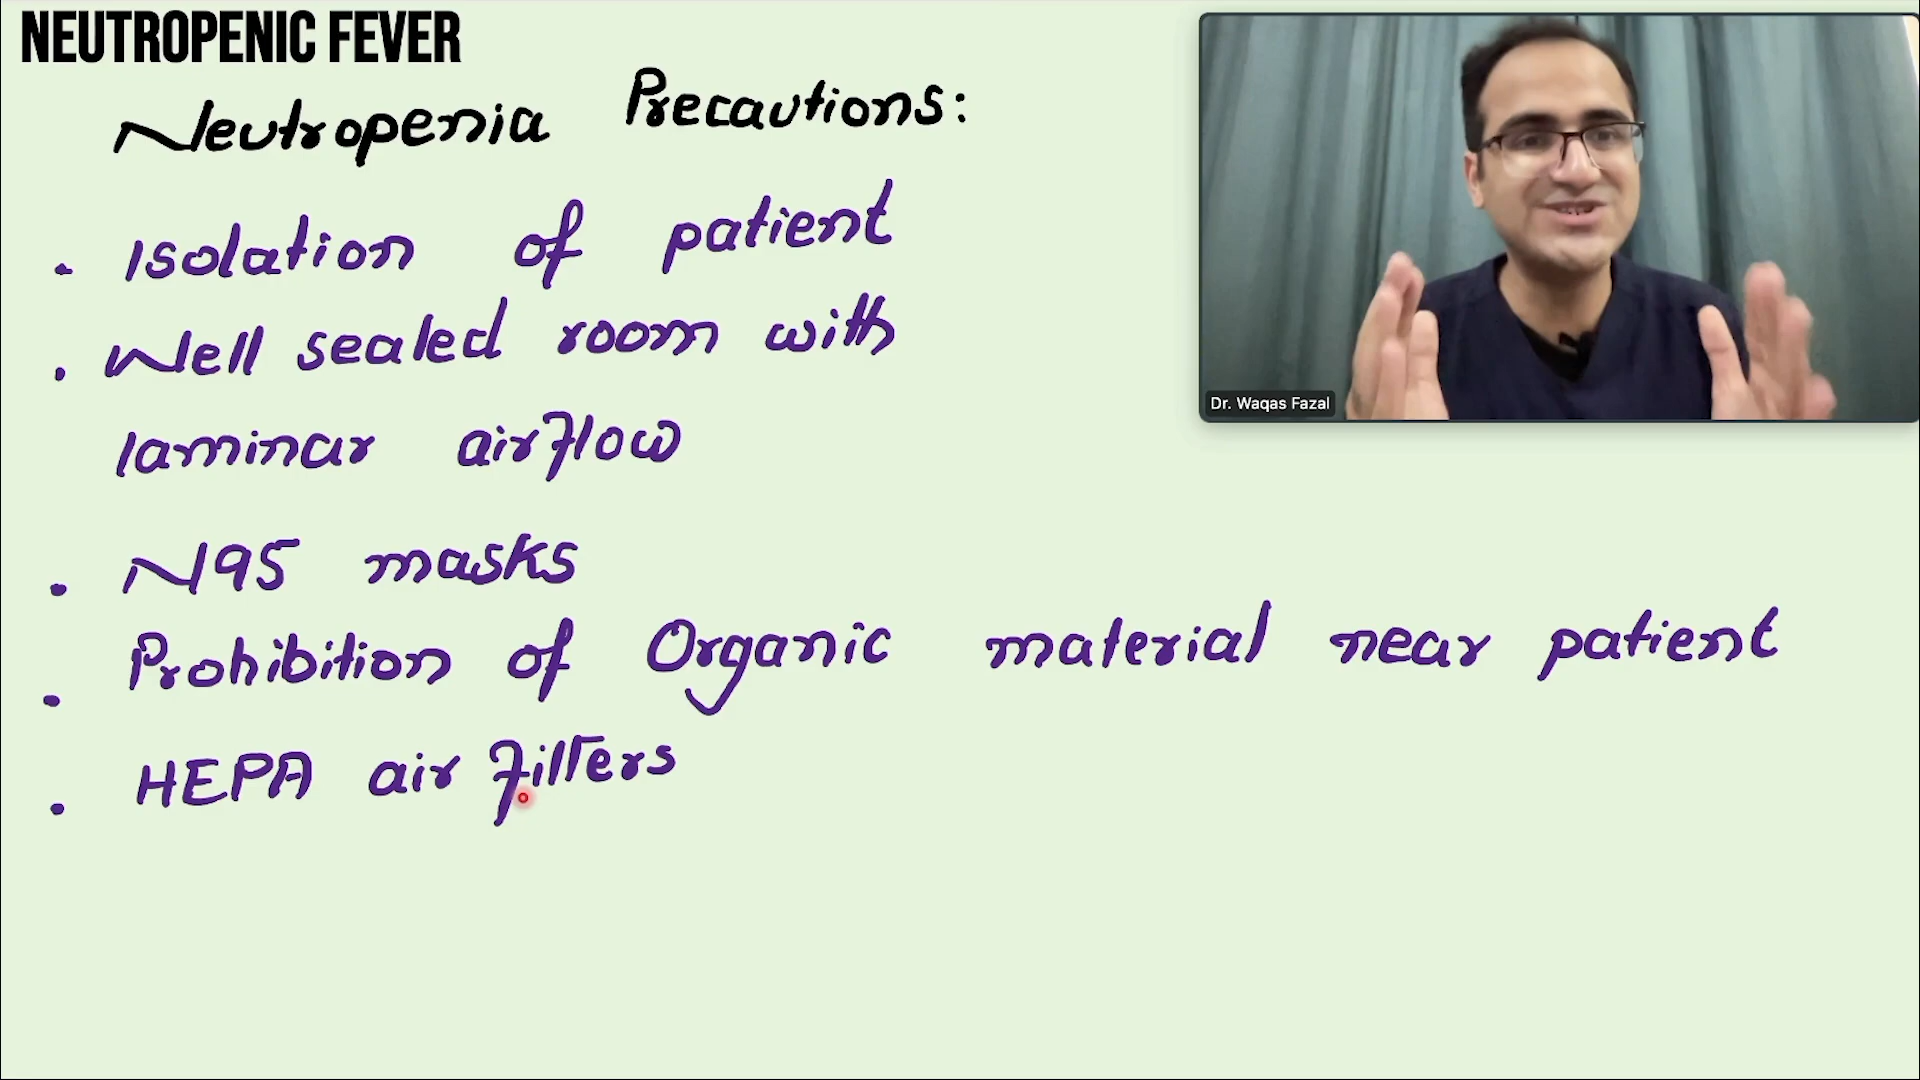 NEUTROPENIC FEVER
Neutropenia Precautions:
. Isolation of patient
. Well sealed room with
laminar airflow
. N95 masks
. Prohibition of Organic material near patient
. HEPA air filters
Dr. Waqas Fazal